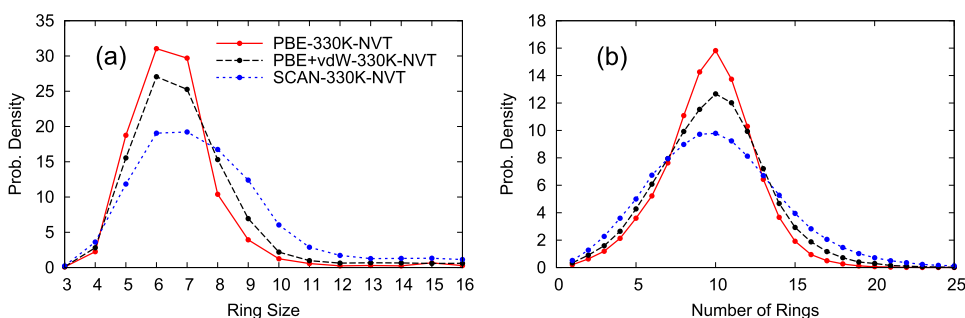 (a)
PBE-330K-NVT
PBE+vdW-330K-NVT
SCAN-330K-NVT
Prob. Density
35
30
25
20
15
10
5
0
3 4 5 6 7 8 9 10 11 12 13 14 15 16
Ring Size
(b)
Prob. Density
18
16
14
12
10
8
6
4
2
0
0 5 10 15 20 25
Number of Rings